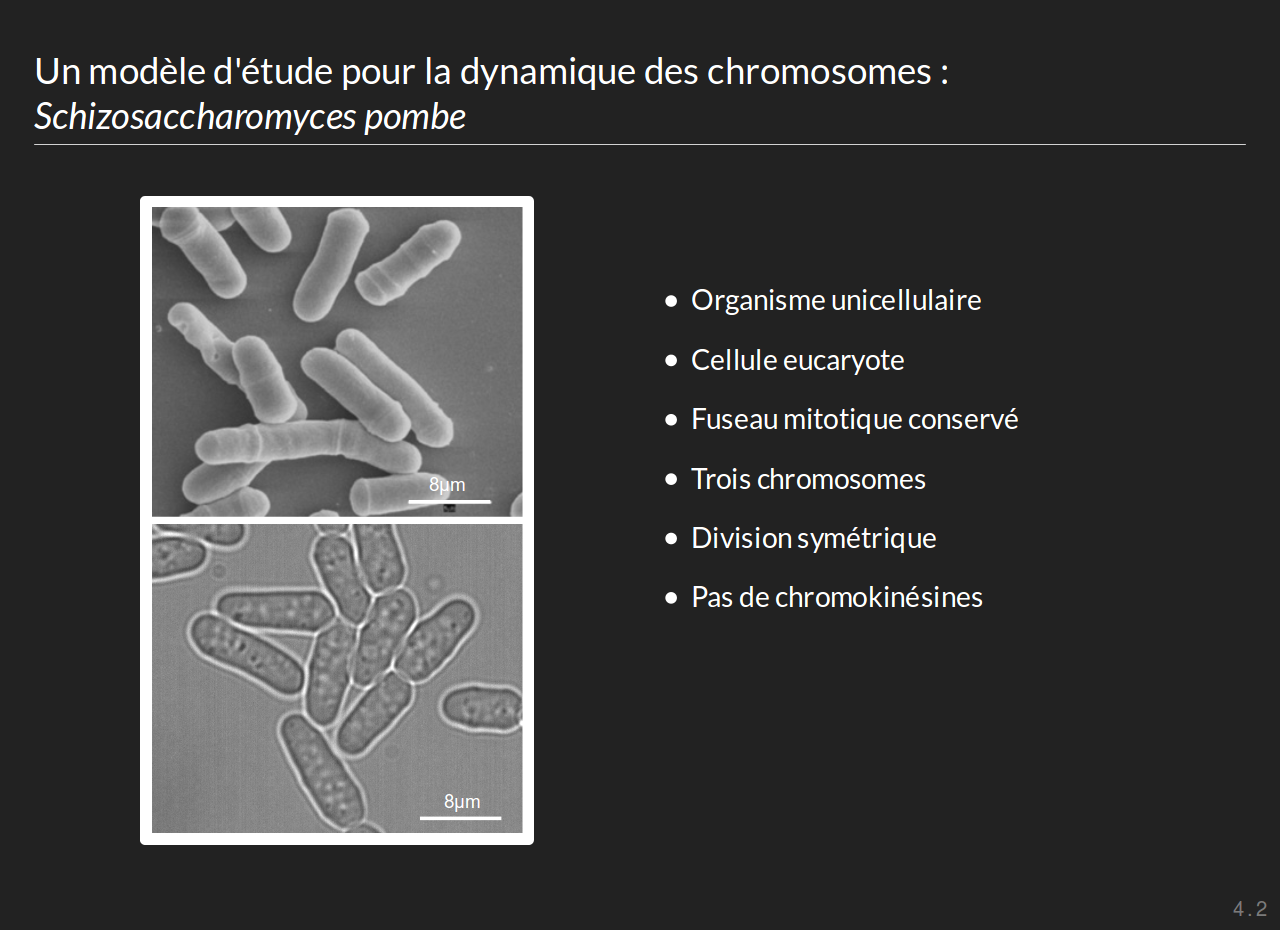 Un modèle d'étude pour la dynamique des chromosomes :
Schizosaccharomyces pombe
8µm
8µm
Organisme unicellulaire
Cellule eucaryote
Fuseau mitotique conservé
Trois chromosomes
Division symétrique
Pas de chromokinésines
4.2